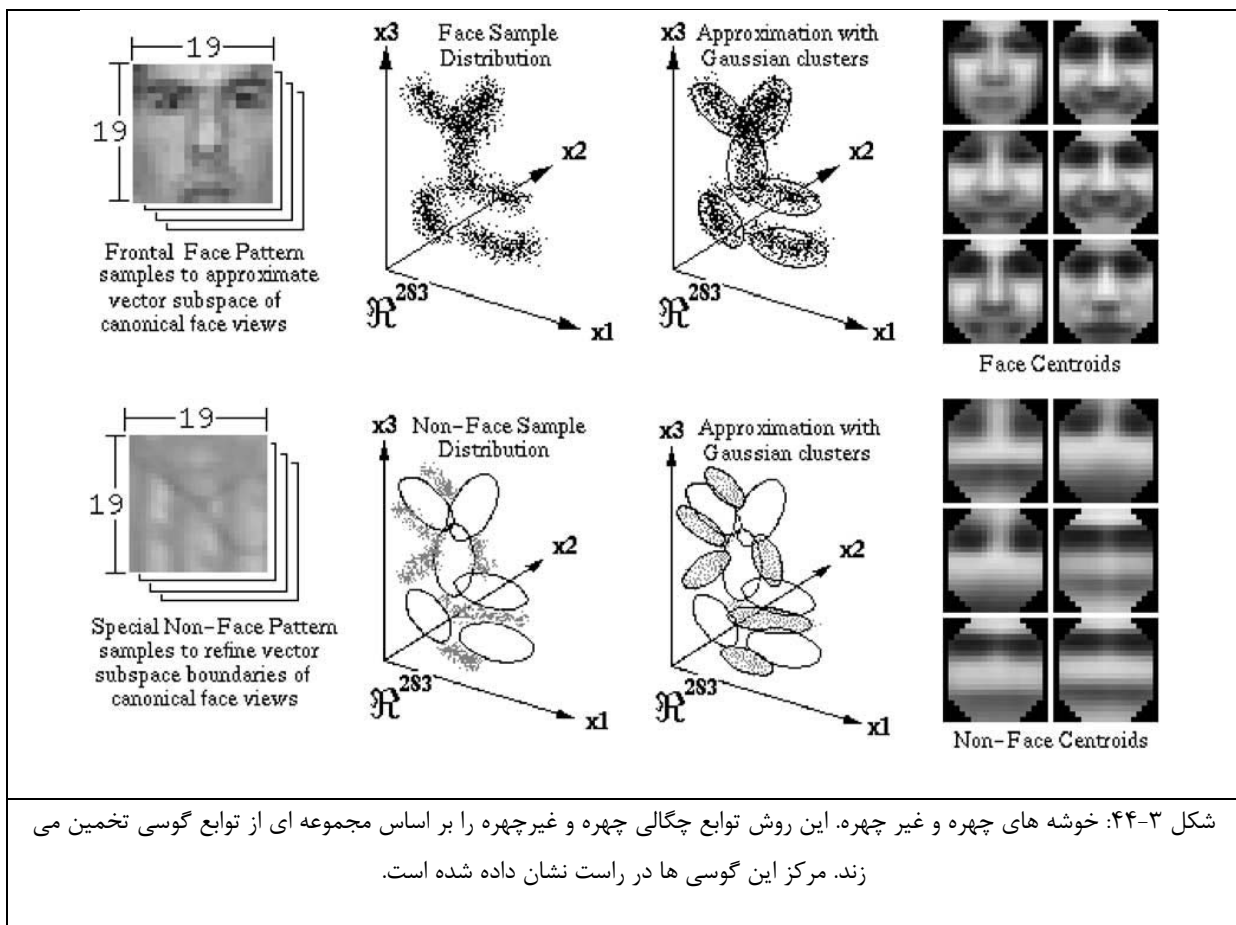 19
19
Frontal Face Pattern
samples to approximate
vector subspace of
canonical face views
x3 Face Sample
Distribution
x2
ℜ283
x1
x3 Approximation with
Gaussian clusters
x2
ℜ283
x1
Face Centroids
19
19
Special Non-Face Pattern
samples to refine vector
subspace boundaries of
canonical face views
x3 Non-Face Sample
Distribution
x2
ℜ283
x1
x3 Approximation with
Gaussian clusters
x2
ℜ283
x1
Non-Face Centroids
شکل ۳-۴۴: خوشه های چهره و غیر چهره. این روش توابع چگالی چهره و غیرچهره را بر اساس مجموعه ای از توابع گوسی تخمین می
زند. مرکز این گوسی ها در راست نشان داده شده است.